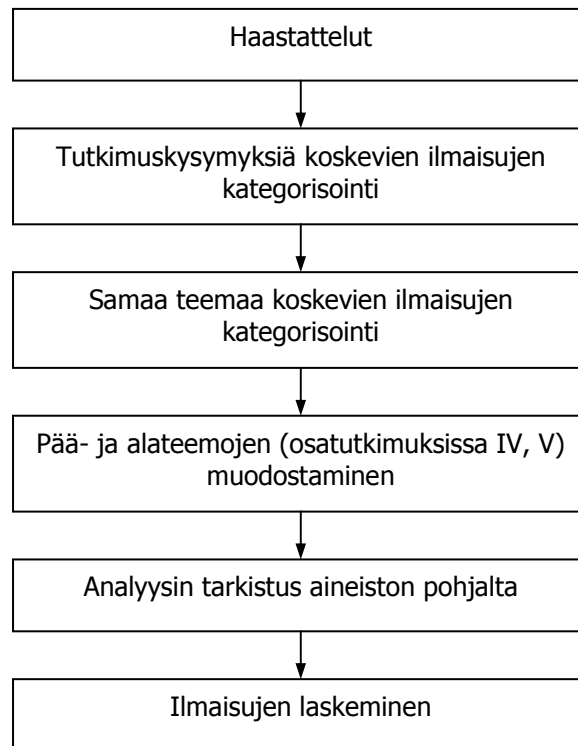 Haastattelut
Tutkimuskysymyksiä koskevien ilmaisujen
kategorisointi
Samaa teemaa koskevien ilmaisujen
kategorisointi
Pää- ja alateemojen (osatutkimuksissa IV, V)
muodostaminen
Analyysin tarkistus aineiston pohjalta
Ilmaisujen laskeminen